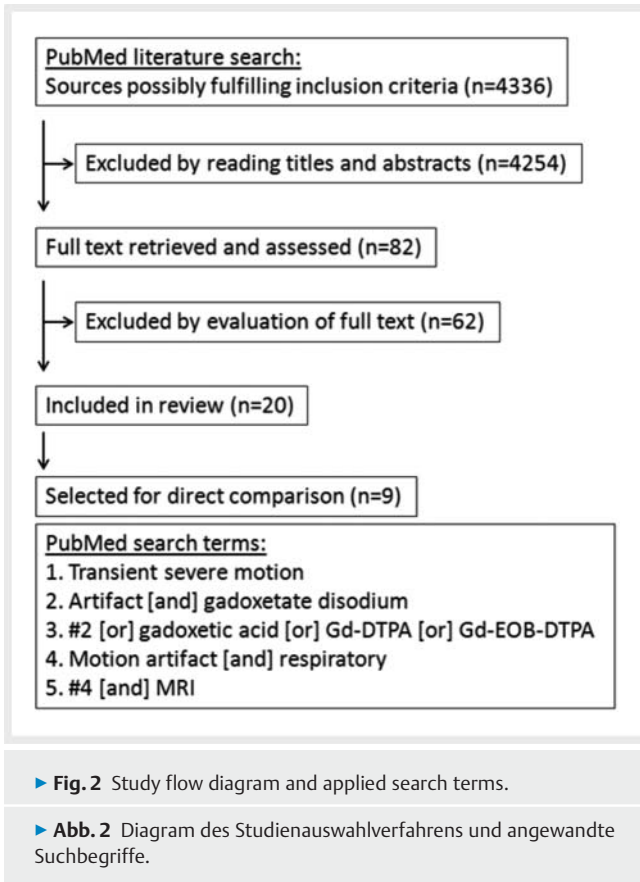 PubMed literature search:
Sources possibly fulfilling inclusion criteria (n=4336)
Excluded by reading titles and abstracts (n=4254)
Full text retrieved and assessed (n=82)
Excluded by evaluation of full text (n=62)
Included in review (n=20)
Selected for direct comparison (n=9)
PubMed search terms:
1. Transient severe motion
2. Artifact [and] gadoxetate disodium
3. #2 [or] gadoxetic acid [or] Gd-DTPA [or] Gd-EOB-DTPA
4. Motion artifact [and] respiratory
5. #4 [and] MRI
▶ Fig. 2 Study flow diagram and applied search terms.
▶ Abb. 2 Diagram des Studienauswahlverfahrens und angewandte
Suchbegriffe.